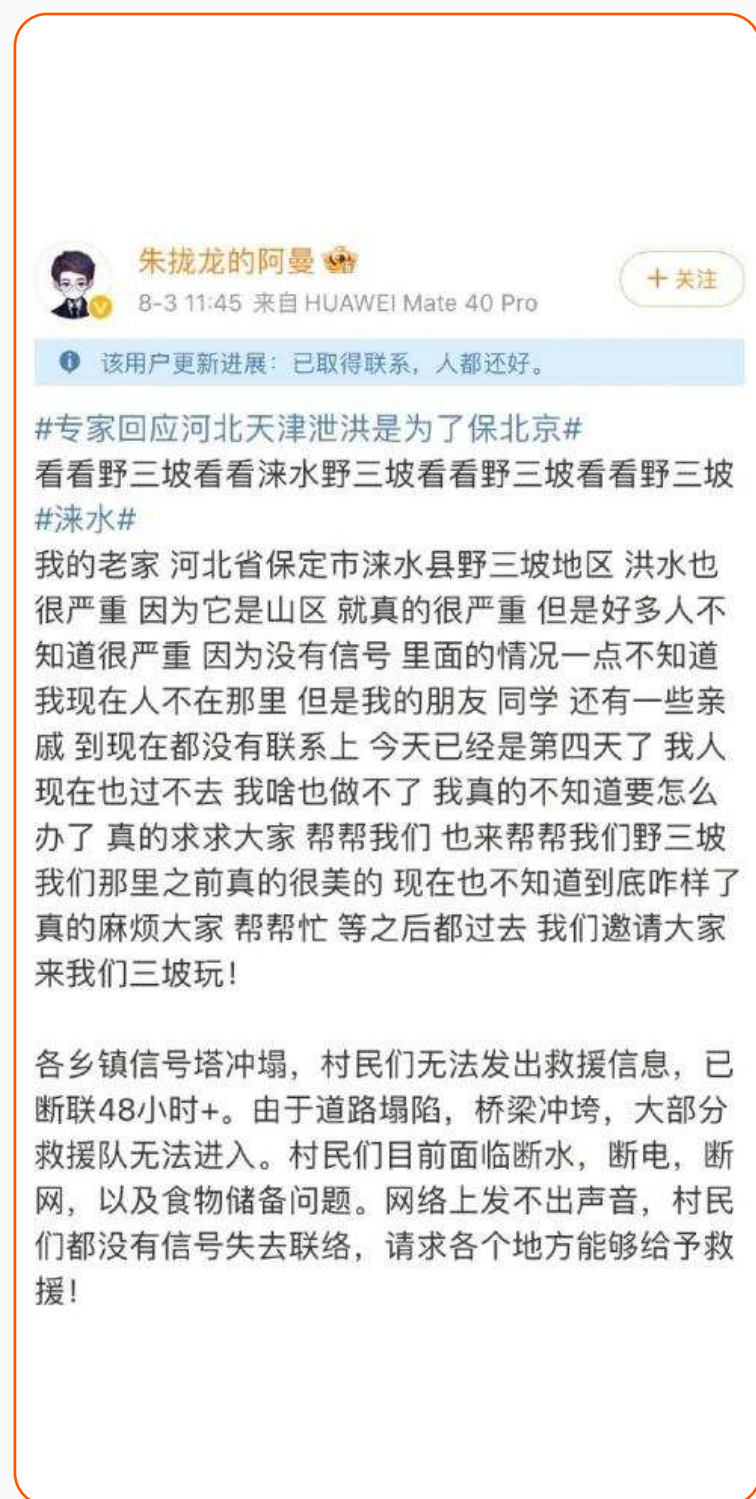 朱拢龙的阿曼
8-3 11:45 来自 HUAWEI Mate 40 Pro
+ 关注
该用户更新进展：已取得联系，人都还好。
#专家回应河北天津泄洪是为了保北京#
看看野三坡看看涞水野三坡看看野三坡看看野三坡
#涞水#
我的老家 河北省保定市涞水县野三坡地区 洪水也
很严重 因为它是山区 就真的很严重 但是好多人不
知道很严重 因为没有信号 里面的情况一点不知道
我现在人不在那里 但是我的朋友 同学 还有一些亲
戚 到现在都没有联系上 今天已经是第四天了 我人
现在也过不去 我啥也做不了 我真的不知道要怎么
办了 真的求求大家 帮帮我们 也来帮帮我们野三坡
我们那里之前真的很美的 现在也不知道到底咋样了
真的麻烦大家 帮帮忙 等之后都过去 我们邀请大家
来我们三坡玩！
各乡镇信号塔冲塌，村民们无法发出救援信息，已
断联48小时+。由于道路塌陷，桥梁冲垮，大部分
救援队无法进入。村民们目前面临断水，断电，断
网，以及食物储备问题。网络上发不出声音，村民
们都没有信号失去联络，请求各个地方能够给予救
援！